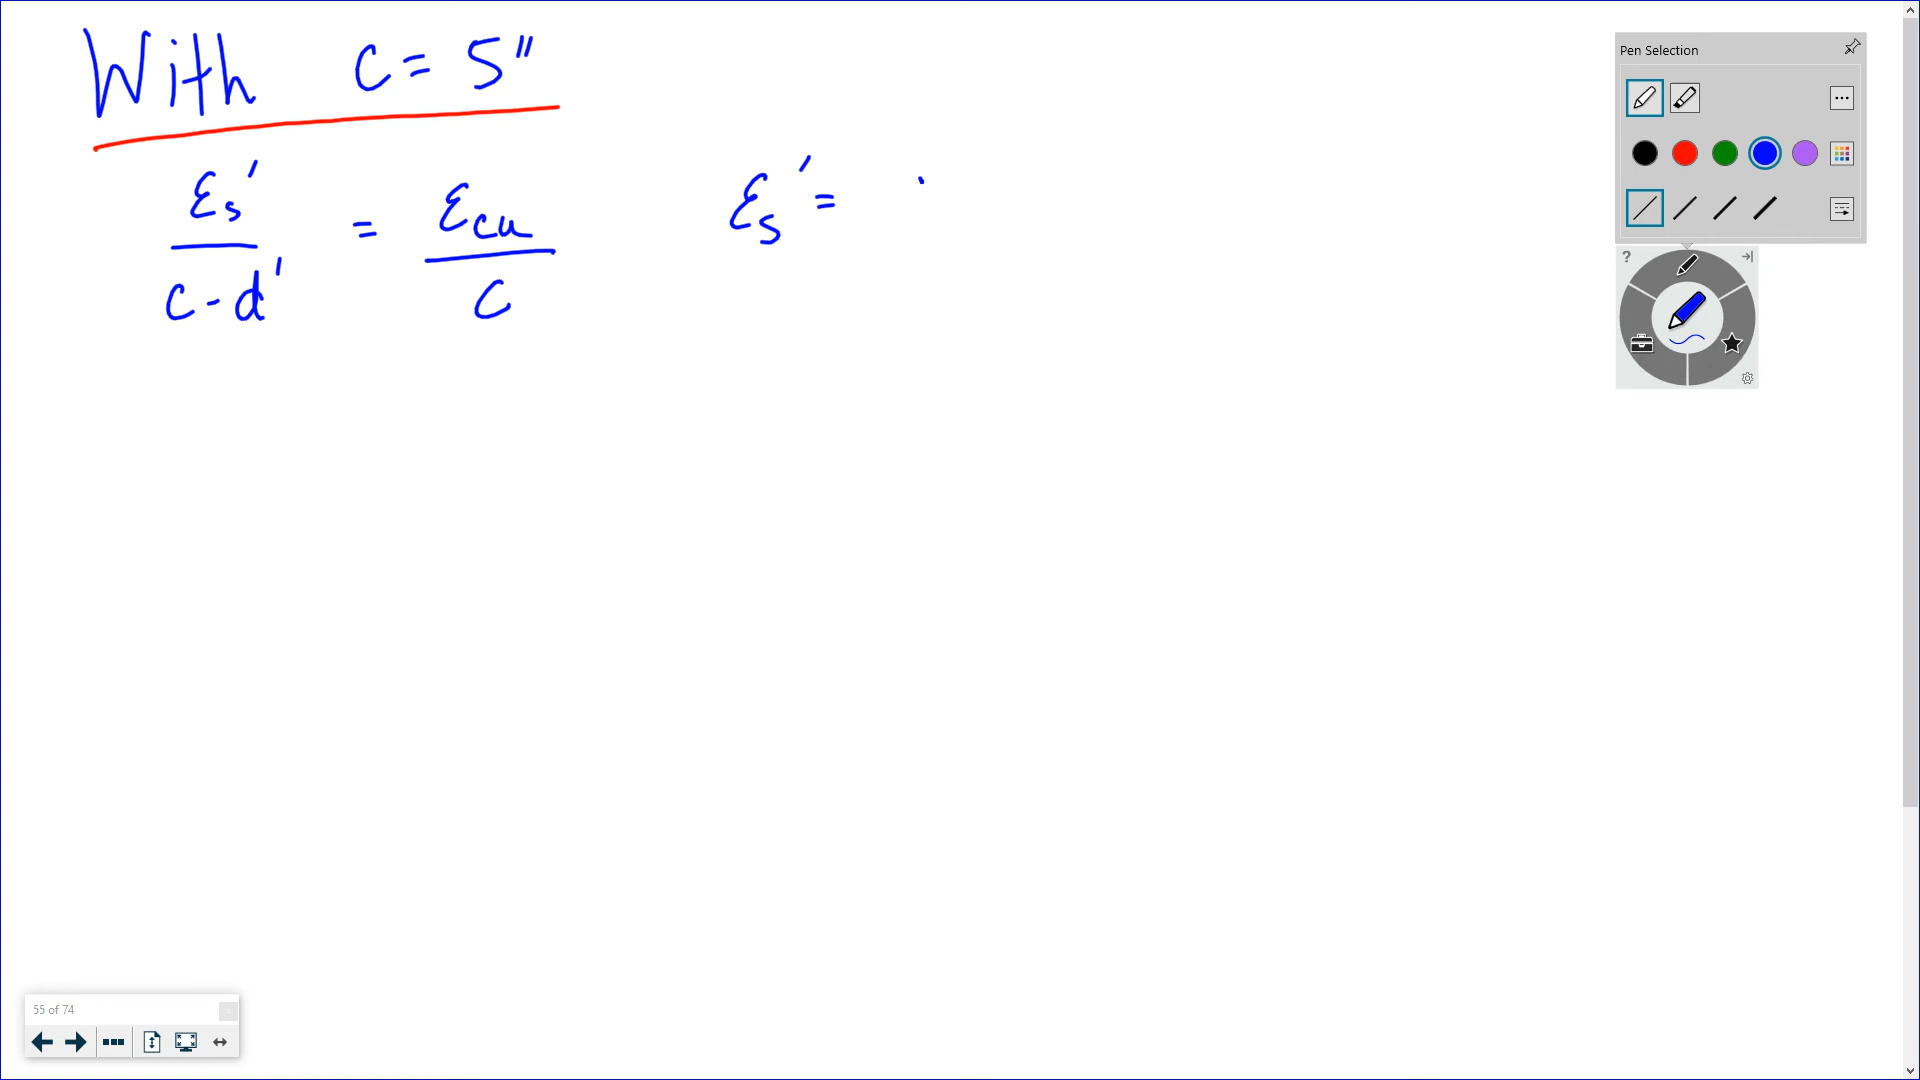 With c = 5"
εs' / c - d' = εcu / c
εs' =
Pen Selection
?
55 of 74